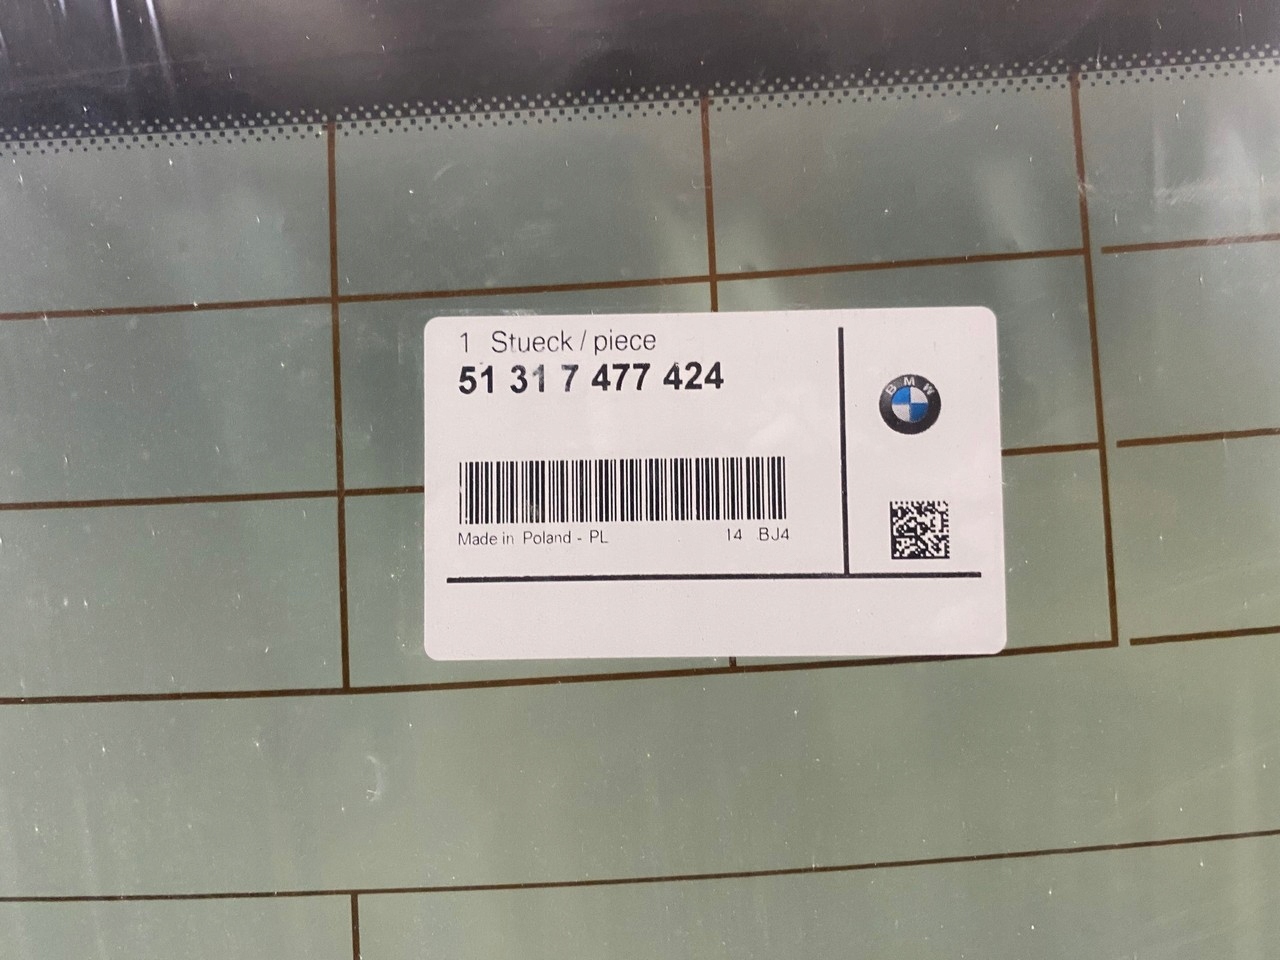 1 Stueck / piece
51 31 7 477 424
BMW
Made in Poland - PL 14 BJ4